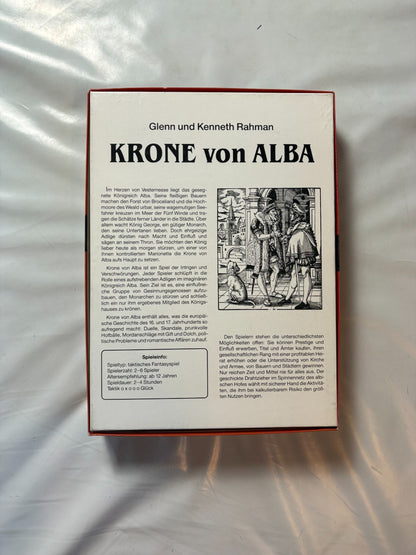 Glenn und Kenneth Rahman
KRONE von ALBA
Im Herzen von Vesternesse liegt das geseg-
nete Königreich Alba. Seine fleißigen Bauern
machen den Forst von Broceliand und die Hoch-
moore des Weald urbar, seine wagemutigen See-
fahrer kreuzen im Meer der Fünf Winde und tra-
gen die Schätze ferner Länder in die Städte. Über
allem wacht König George, ein gütiger Monarch,
den seine Untertanen lieben. Doch ehrgeizige
Adlige dürsten nach Macht und Einfluß und
sägen an seinem Thron. Sie möchten den König
lieber heute als morgen stürzen, um einer von
ihnen kontrollierten Marionette die Krone von
Alba aufs Haupt zu setzen.
Krone von Alba ist ein Spiel der Intrigen und
Verschwörungen. Jeder Spieler schlüpft in die
Rolle eines aufstrebenden Adligen im imaginären
Königreich Alba. Sein Ziel ist es, eine einflußrei-
che Gruppe von Gesinnungsgenossen aufzu-
bauen, den Monarchen zu stürzen und schließ-
lich ein nur ihm ergebenes Mitglied des Königs-
hauses zu krönen.
Krone von Alba enthält alles, was die europäi-
sche Geschichte des 16. und 17. Jahrhunderts so
aufregend macht: Duelle, Skandale, prunkvolle
Hofbälle, Mordanschläge mit Gift und Dolch, poli-
tische Probleme und romantische Affären zuhauf.
Spieleinfo:
Spieltyp: taktisches Fantasyspiel
Spielerzahl: 2–6 Spieler
Altersempfehlung: ab 12 Jahren
Spieldauer: 2–4 Stunden
Taktik o x o o o Glück
Den Spielern stehen die unterschiedlichsten
Möglichkeiten offen: Sie können Prestige und
Einfluß erwerben, Titel und Ämter kaufen, ihren
gesellschaftlichen Rang mit einer profitablen Hei-
rat erhöhen oder die Unterstützung von Kirche
und Armee, von Bauern und Städtern gewinnen.
Nur reichen Zeit und Mittel nie für alles aus. Der
geschickte Drahtzieher im Spinnennetz des albi-
schen Hofes wählt mit sicherer Hand die Aktivitä-
ten, die ihm bei kalkulierbarem Risiko den größ-
ten Nutzen bringen.